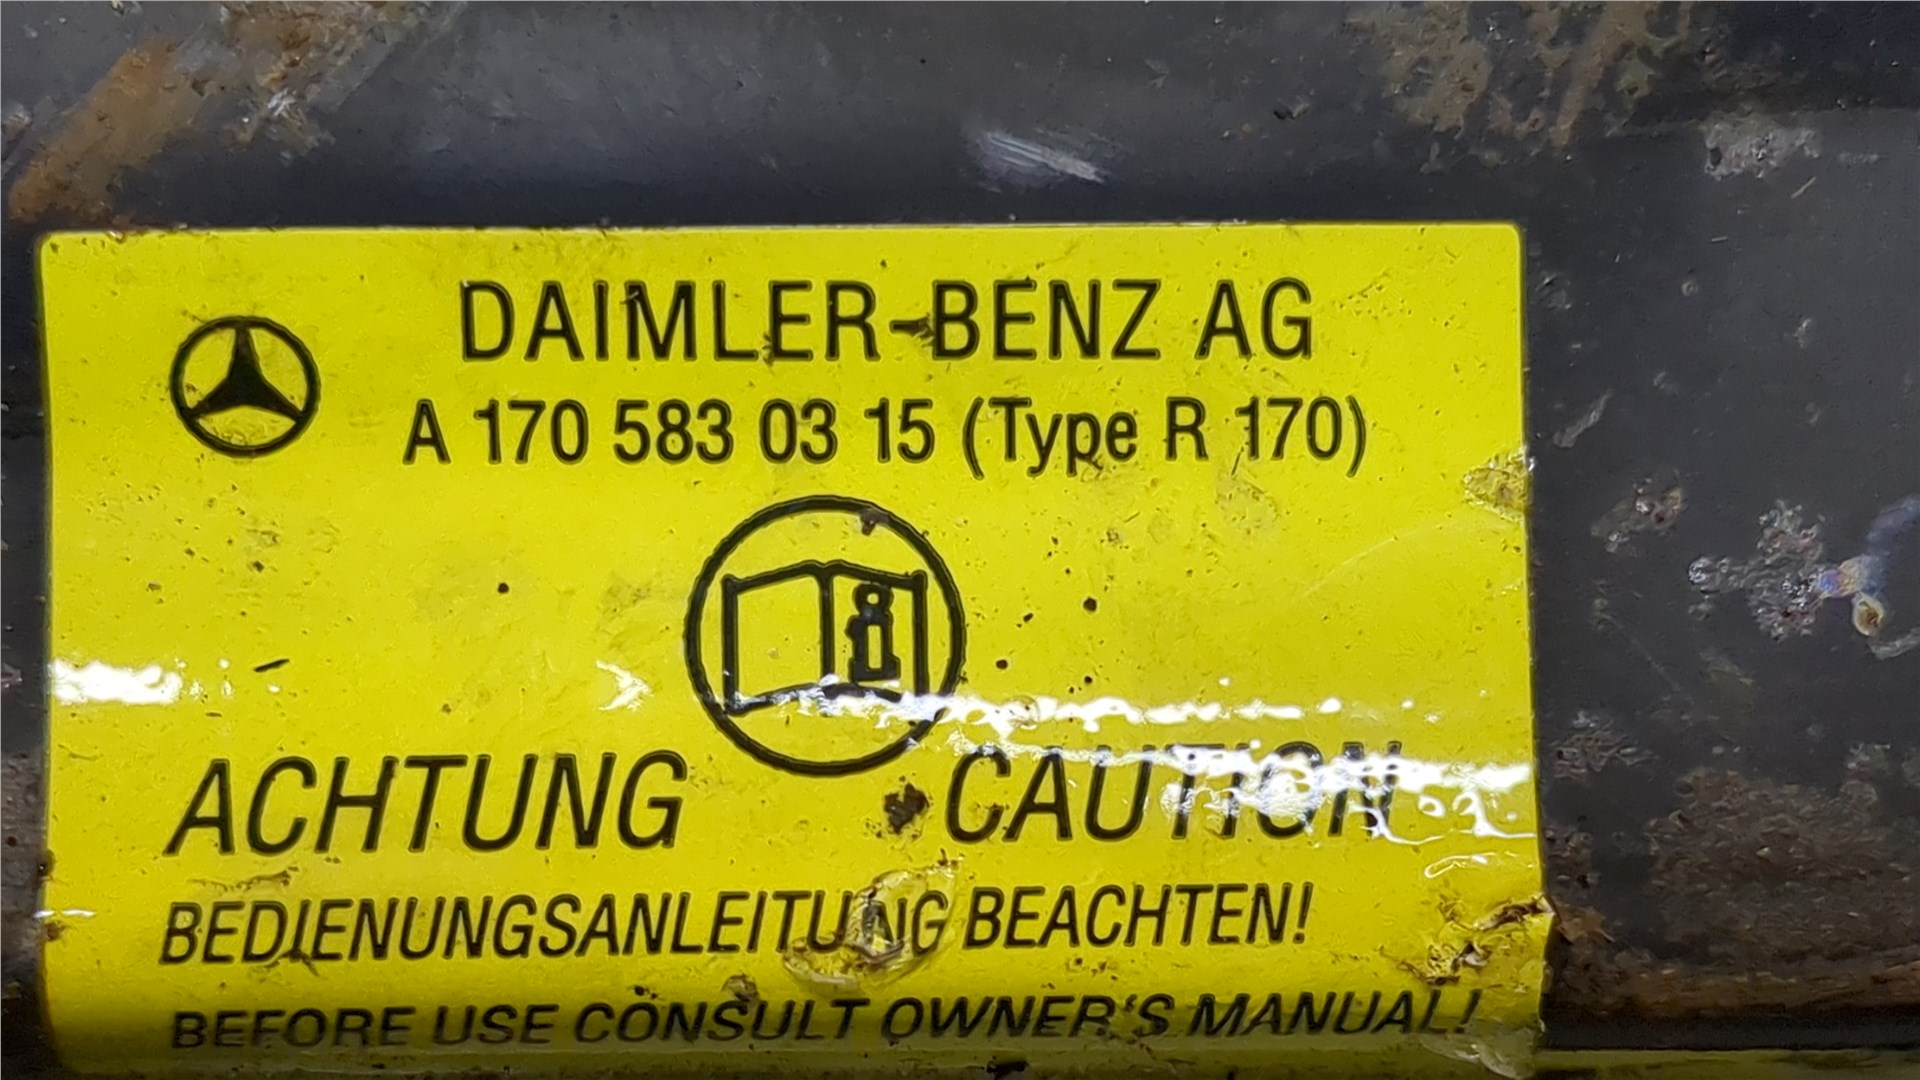 DAIMLER-BENZ AG
A 170 583 03 15 (Type R 170)
ACHTUNG CAUTION
BEDIENUNGSANLEITUNG BEACHTEN!
BEFORE USE CONSULT OWNER'S MANUAL!